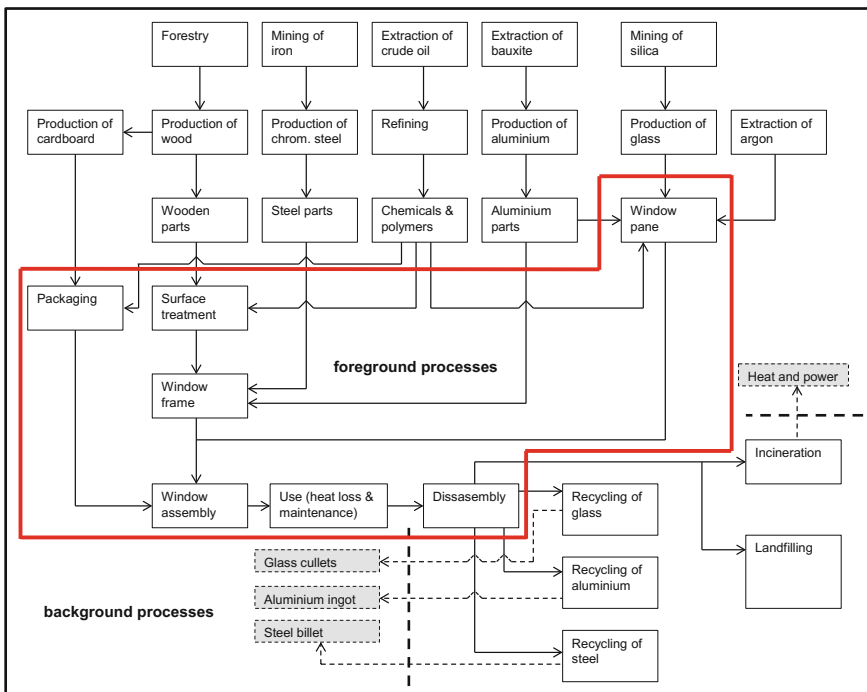 Forestry
Mining of
iron
Extraction of
crude oil
Extraction of
bauxite
Mining of
silica
Production of
cardboard
Production of
wood
Production of
chrom. steel
Refining
Production of
aluminium
Production of
glass
Extraction of
argon
Wooden
parts
Steel parts
Chemicals &
polymers
Aluminium
parts
Window
pane
Packaging
Surface
treatment
foreground processes
Window
frame
Heat and power
Window
assembly
Use (heat loss &
maintenance)
Dissasembly
Recycling of
glass
Incineration
Glass cullets
Recycling of
aluminium
Landfilling
Aluminium ingot
background processes
Steel billet
Recycling of
steel